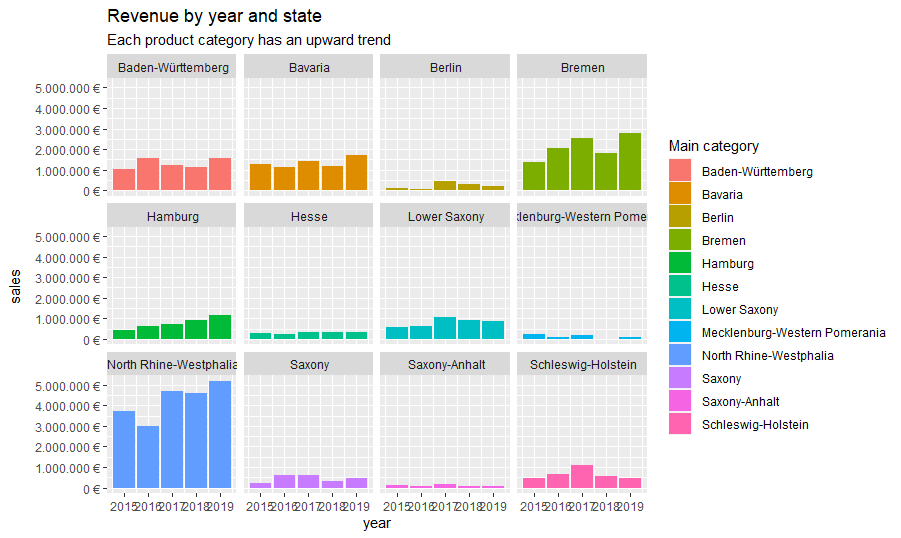 Revenue by year and state
Each product category has an upward trend
Baden-Württemberg Bavaria Berlin Bremen
5.000.000 €
4.000.000 €
3.000.000 €
2.000.000 €
1.000.000 €
0 €
Hamburg Hesse Lower Saxony klenburg-Western Pome
5.000.000 €
4.000.000 €
3.000.000 €
2.000.000 €
1.000.000 €
0 €
North Rhine-Westphalia Saxony Saxony-Anhalt Schleswig-Holstein
5.000.000 €
4.000.000 €
3.000.000 €
2.000.000 €
1.000.000 €
0 €
2015 2016 2017 2018 2019 2015 2016 2017 2018 2019 2015 2016 2017 2018 2019 2015 2016 2017 2018 2019
year
sales
Main category
Baden-Württemberg
Bavaria
Berlin
Bremen
Hamburg
Hesse
Lower Saxony
Mecklenburg-Western Pomerania
North Rhine-Westphalia
Saxony
Saxony-Anhalt
Schleswig-Holstein